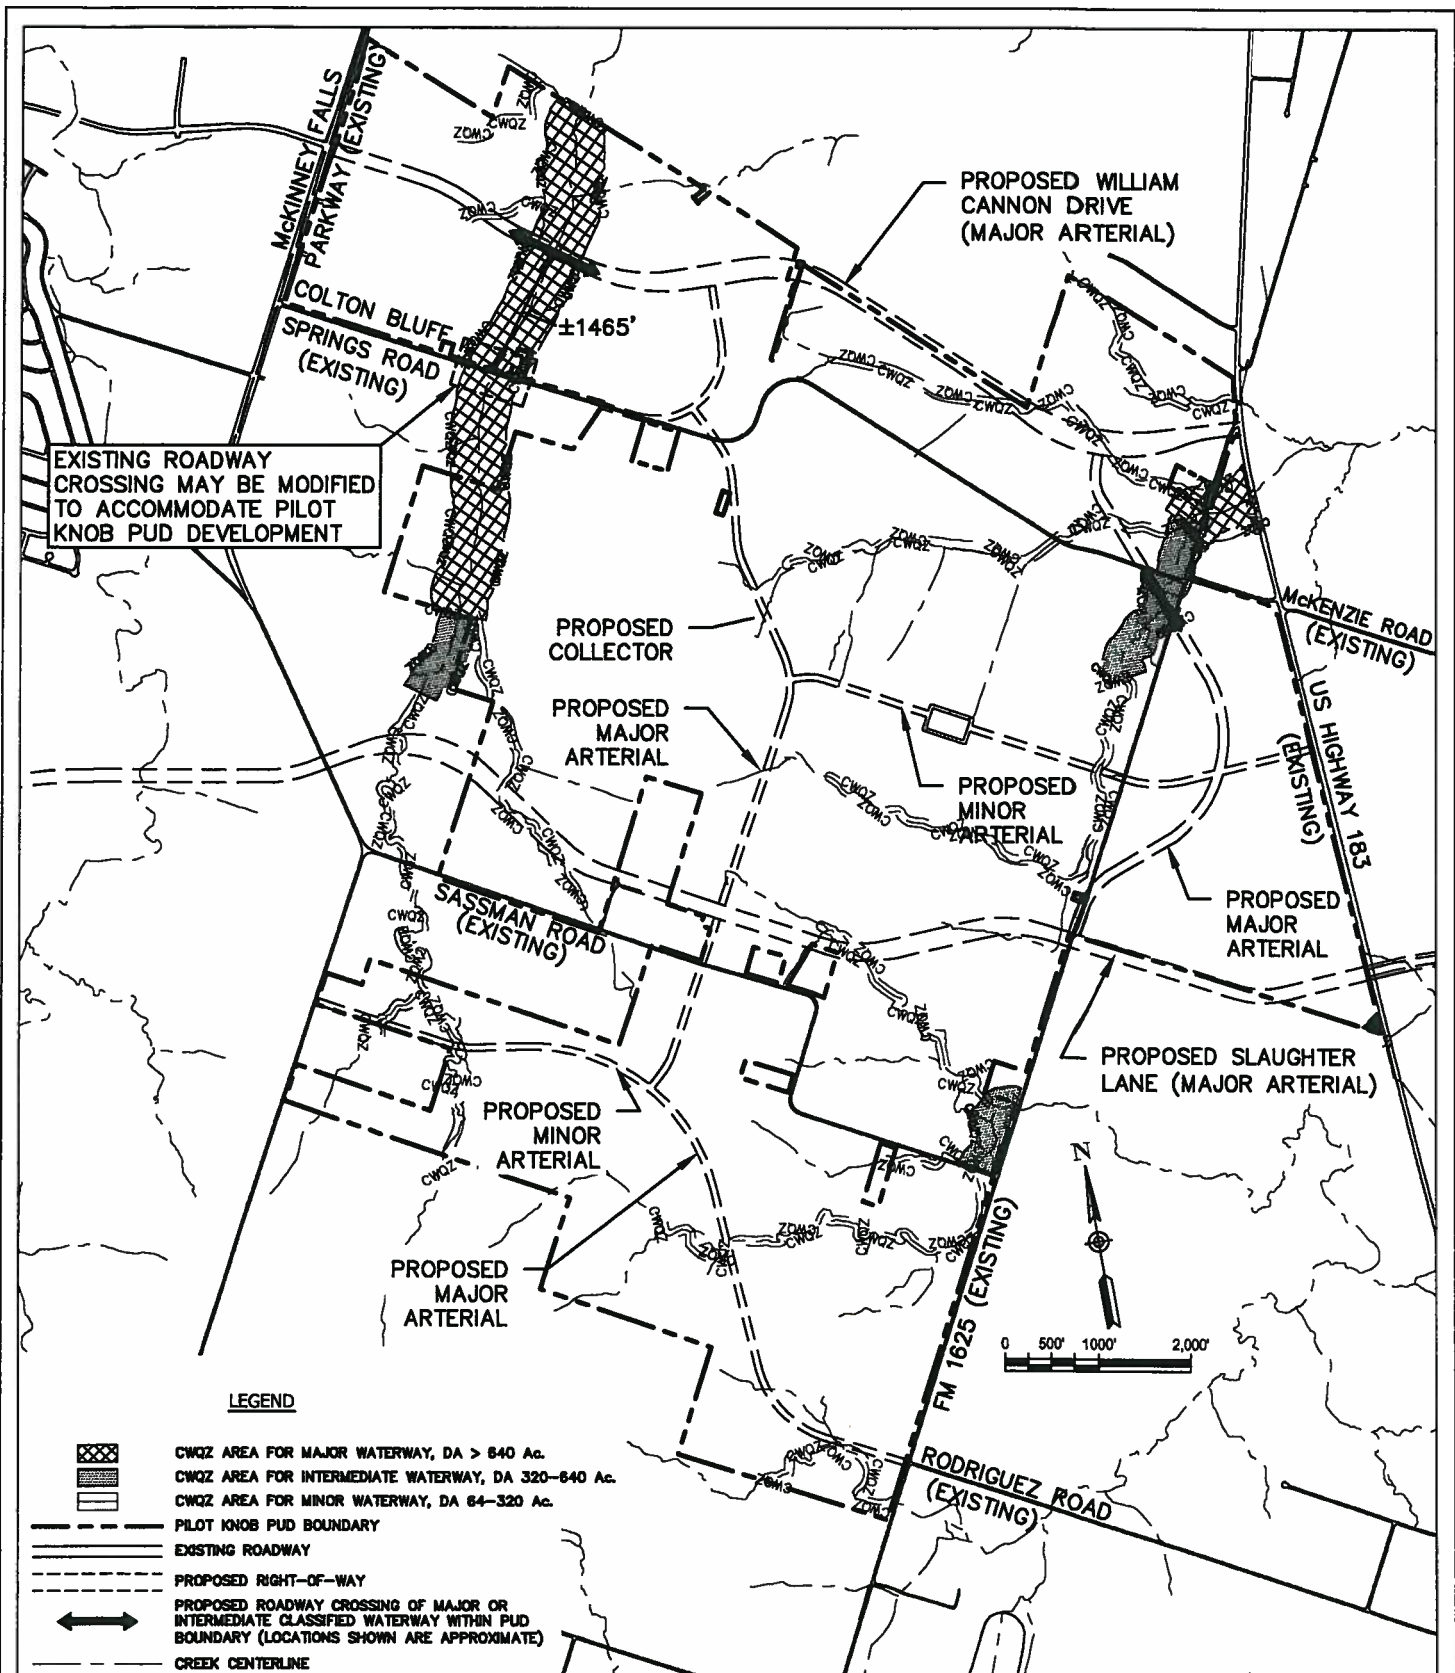 McKINNEY FALLS
PARKWAY (EXISTING)
PROPOSED WILLIAM
CANNON DRIVE
(MAJOR ARTERIAL)
COLTON BLUFF
SPRINGS ROAD
(EXISTING)
±1465'
EXISTING ROADWAY
CROSSING MAY BE MODIFIED
TO ACCOMMODATE PILOT
KNOB PUD DEVELOPMENT
PROPOSED
COLLECTOR
McKENZIE ROAD
(EXISTING)
PROPOSED
MAJOR
ARTERIAL
US HIGHWAY 183
(EXISTING)
PROPOSED
MINOR
ARTERIAL
SASSMAN ROAD
(EXISTING)
PROPOSED
MAJOR
ARTERIAL
PROPOSED SLAUGHTER
LANE (MAJOR ARTERIAL)
PROPOSED
MINOR
ARTERIAL
N
PROPOSED
MAJOR
ARTERIAL
FM 1625 (EXISTING)
0 500' 1000' 2,000'
RODRIGUEZ ROAD
(EXISTING)
LEGEND
CWQZ AREA FOR MAJOR WATERWAY, DA > 640 Ac.
CWQZ AREA FOR INTERMEDIATE WATERWAY, DA 320-640 Ac.
CWQZ AREA FOR MINOR WATERWAY, DA 64-320 Ac.
PILOT KNOB PUD BOUNDARY
EXISTING ROADWAY
PROPOSED RIGHT-OF-WAY
PROPOSED ROADWAY CROSSING OF MAJOR OR
INTERMEDIATE CLASSIFIED WATERWAY WITHIN PUD
BOUNDARY (LOCATIONS SHOWN ARE APPROXIMATE)
CREEK CENTERLINE